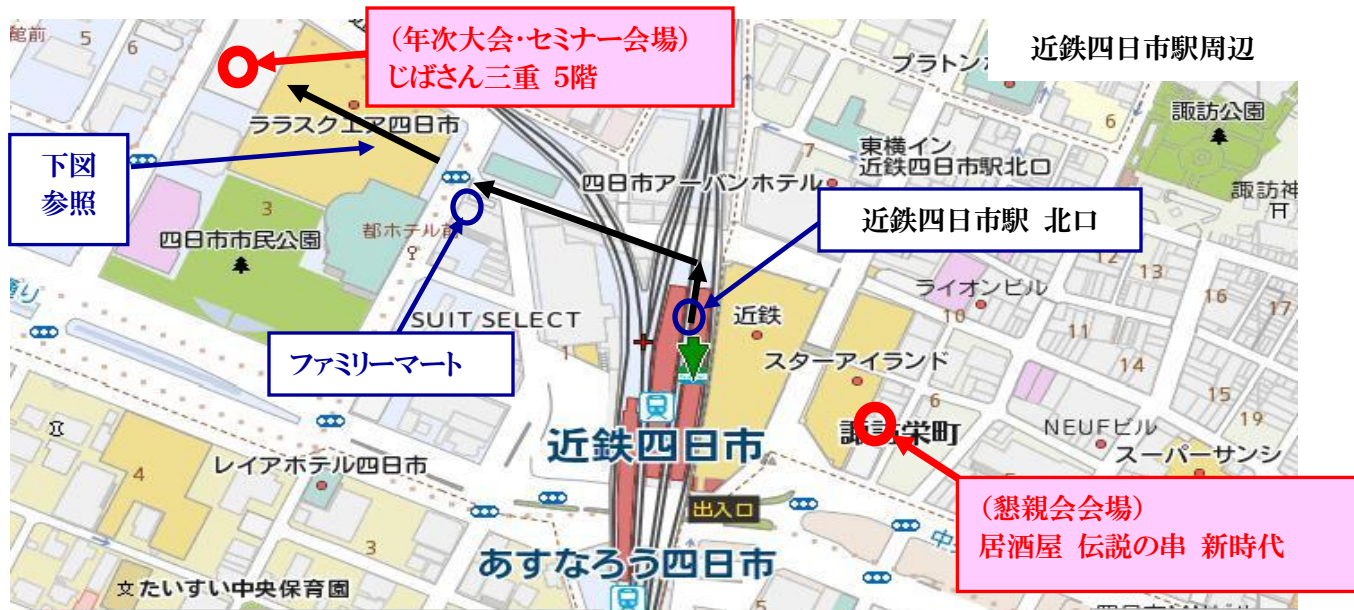 近鉄四日市駅周辺
(年次大会・セミナー会場)
じばさん三重 5階
館前
5
6
プラトンホ
諏訪公園
6
ララスクエア四日市
東横イン
近鉄四日市駅北口
7
下図
参照
四日市アーバンホテル
諏訪神
3
近鉄四日市駅 北口
四日市市民公園
都ホテル前
12
13
ライオンビル
16
17
通り
10
SUIT SELECT
近鉄
11
ファミリーマート
1
スターアイランド
14
15
6
19
諏訪栄町
NEUFビル
近鉄四日市
スーパーサンシ
レイアホテル四日市
4
出入口
(懇親会会場)
居酒屋 伝説の串 新時代
中央
3
あすなろう四日市
文たいすい中央保育園
5